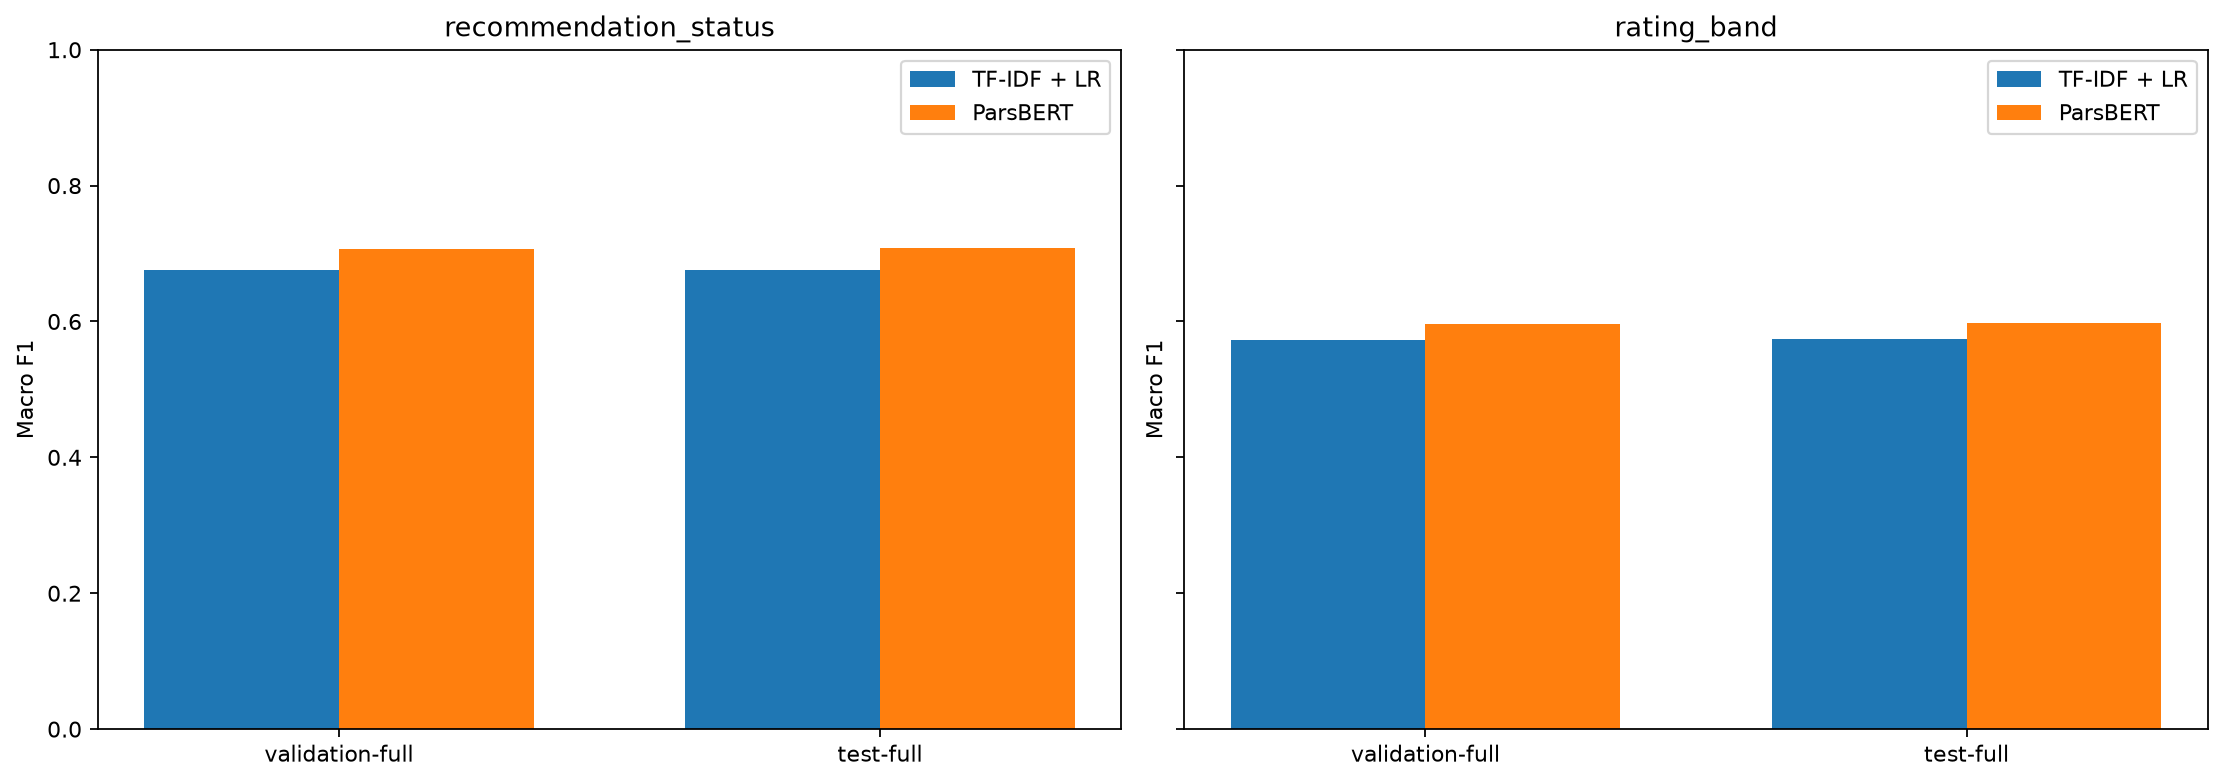 recommendation_status
1.0
0.8
0.6
0.4
0.2
0.0
Macro F1
TF-IDF + LR
ParsBERT
validation-full
test-full
rating_band
Macro F1
TF-IDF + LR
ParsBERT
validation-full
test-full